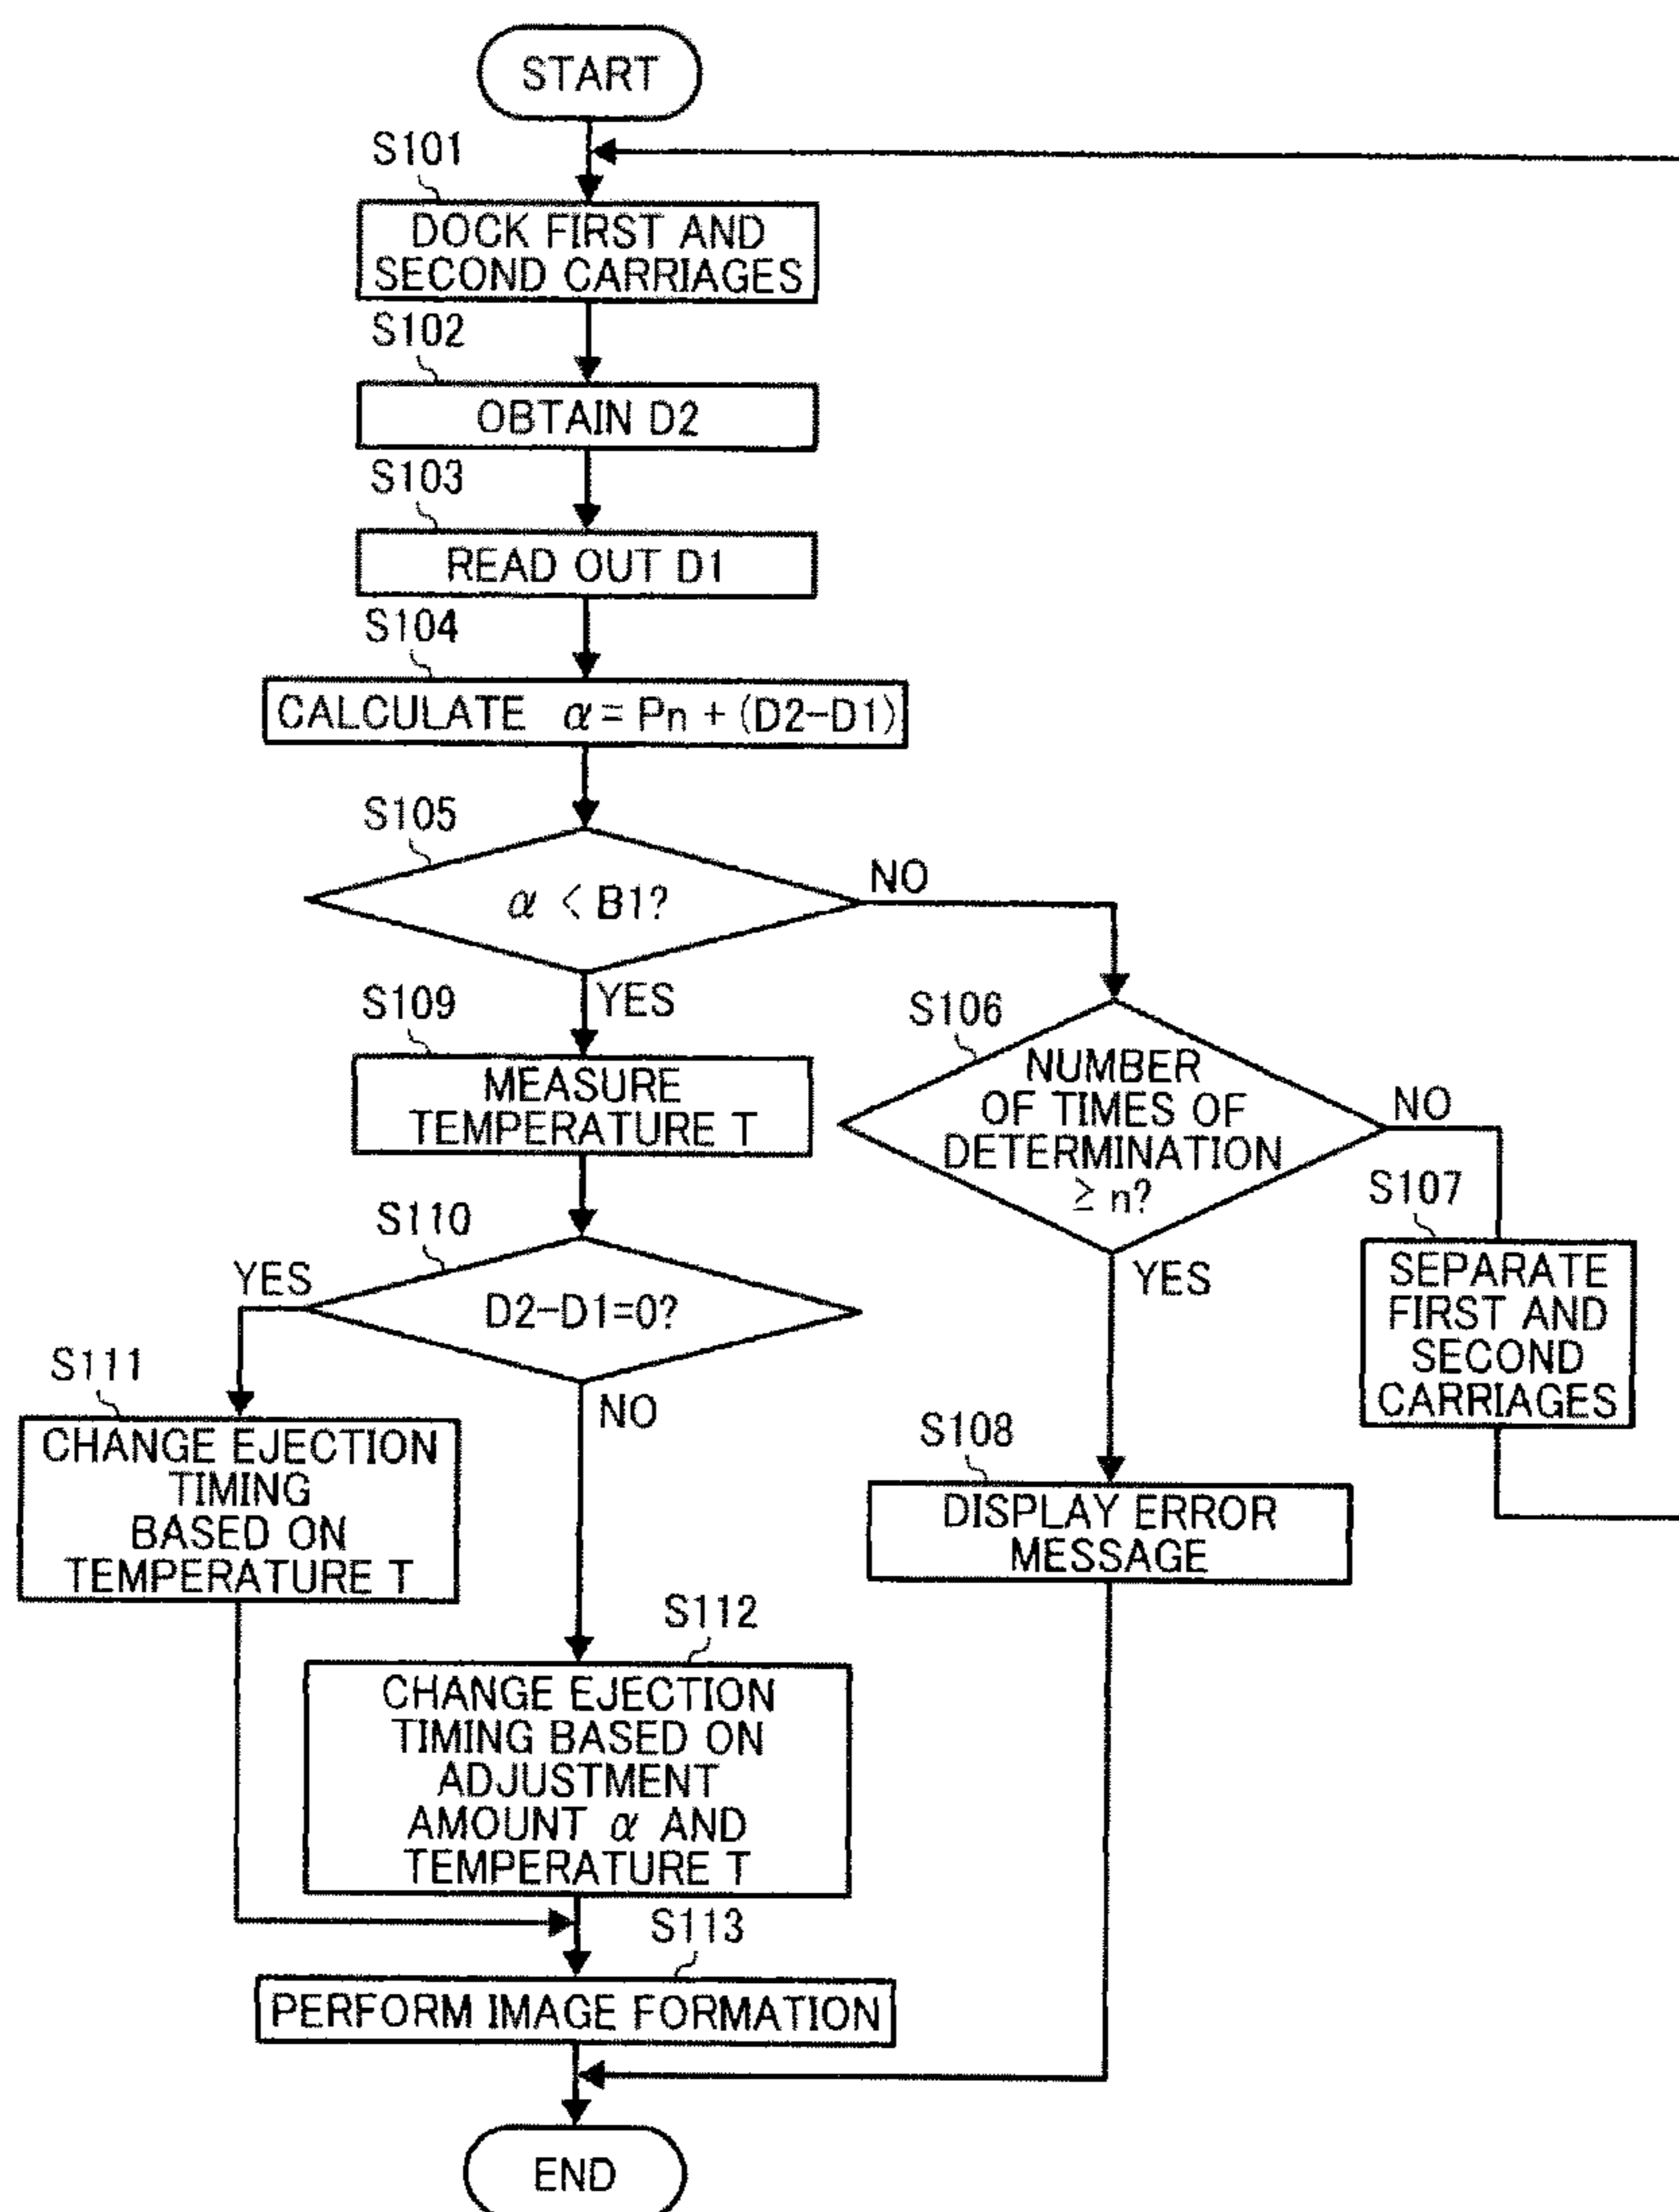 START
S101
DOCK FIRST AND
SECOND CARRIAGES
S102
OBTAIN D2
S103
READ OUT D1
S104
CALCULATE α = Pn + (D2-D1)
S105
α < B1?
NO
YES
S109
MEASURE
TEMPERATURE T
S106
NUMBER
OF TIMES OF
DETERMINATION
≥ n?
NO
YES
S107
SEPARATE
FIRST AND
SECOND
CARRIAGES
S110
D2-D1=0?
YES
NO
S111
CHANGE EJECTION
TIMING
BASED ON
TEMPERATURE T
S108
DISPLAY ERROR
MESSAGE
S112
CHANGE EJECTION
TIMING BASED ON
ADJUSTMENT
AMOUNT α AND
TEMPERATURE T
S113
PERFORM IMAGE FORMATION
END